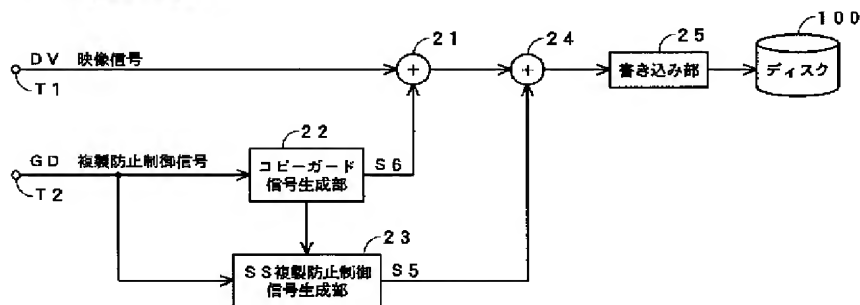 21
24
25
100
DV 映像信号
T1
+
+
書き込み部
ディスク
22
GD 複製防止制御信号
T2
コピーガード
信号生成部
S6
23
SS複製防止制御
信号生成部
S5